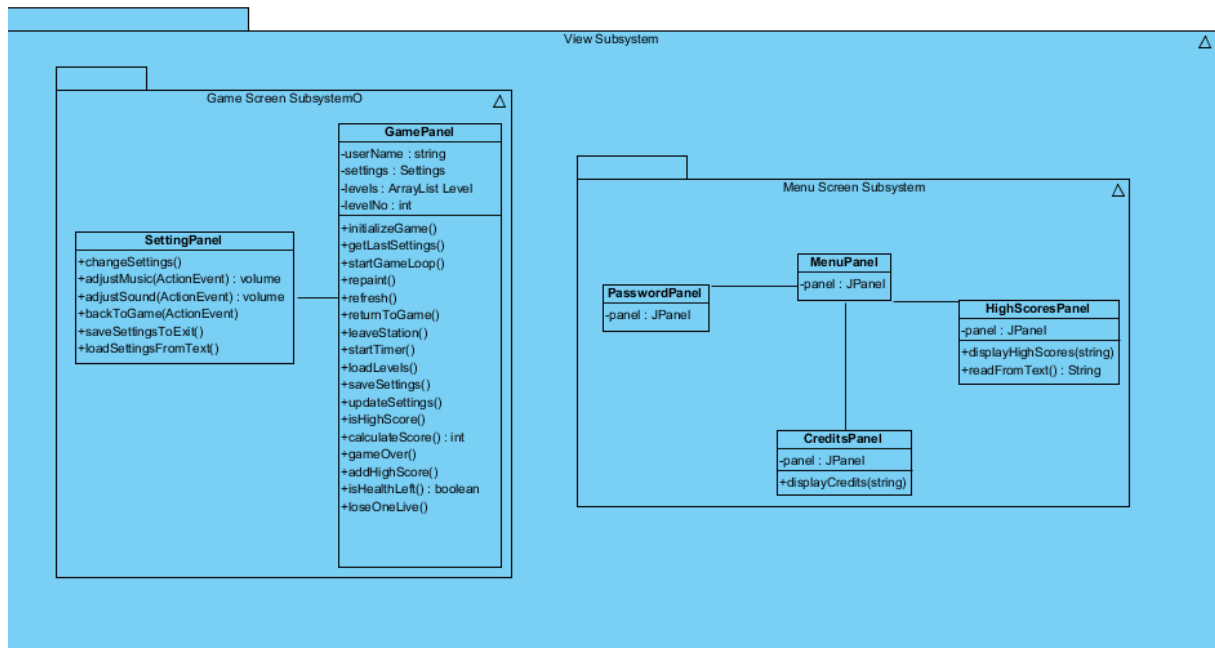 View Subsystem
Game Screen SubsystemO
GamePanel
-userName : string
-settings : Settings
-levels : ArrayList Level
-levelNo : int
+initializeGame()
+getLastSettings()
+startGameLoop()
+repaint()
+refresh()
+returnToGame()
+leaveStation()
+startTimer()
+loadLevels()
+saveSettings()
+updateSettings()
+isHighScore()
+calculateScore() : int
+gameOver()
+addHighScore()
+isHealthLeft() : boolean
+loseOneLive()
SettingPanel
+changeSettings()
+adjustMusic(ActionEvent) : volume
+adjustSound(ActionEvent) : volume
+backToGame(ActionEvent)
+saveSettingsToExit()
+loadSettingsFromText()
Menu Screen Subsystem
MenuPanel
-panel : JPanel
PasswordPanel
-panel : JPanel
HighScoresPanel
-panel : JPanel
+displayHighScores(string)
+readFromText() : String
CreditsPanel
-panel : JPanel
+displayCredits(string)